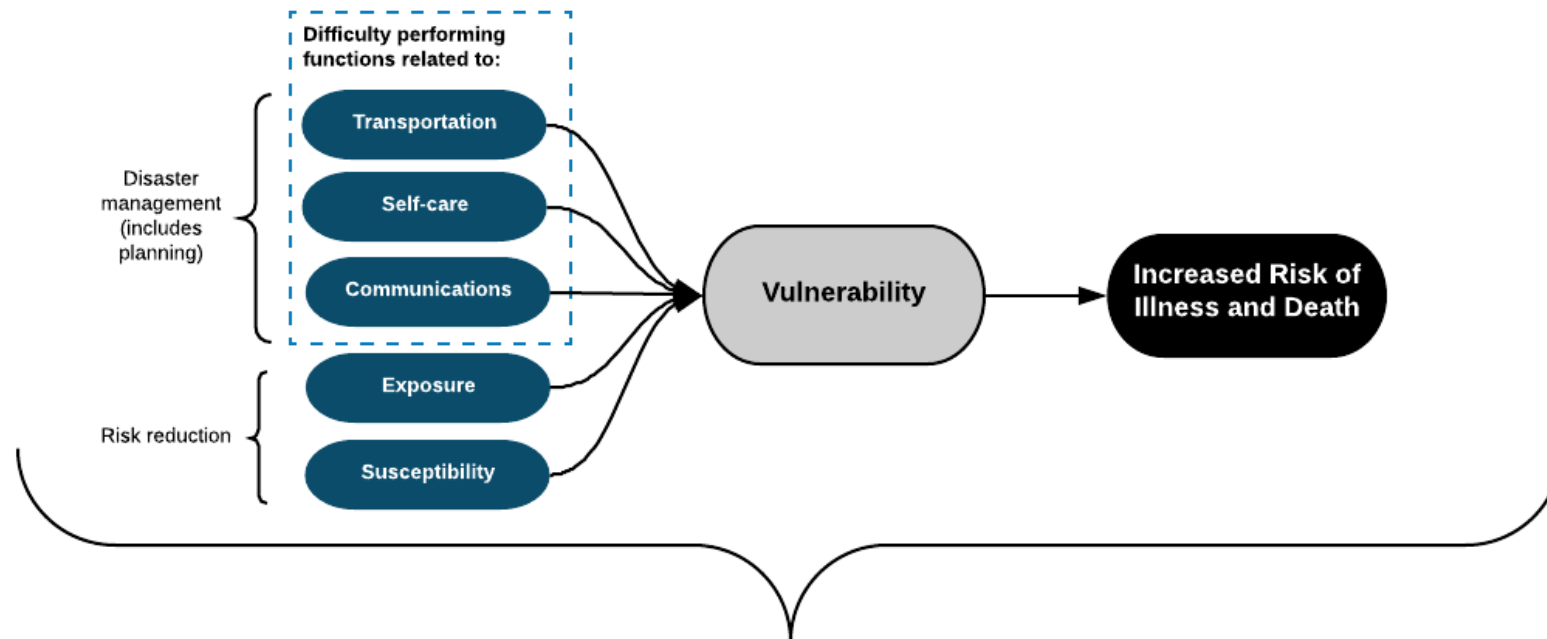 Difficulty performing
functions related to:
Transportation
Self-care
Communications
Disaster
management
(includes
planning)
Exposure
Susceptibility
Risk reduction
Vulnerability
Increased Risk of
Illness and Death